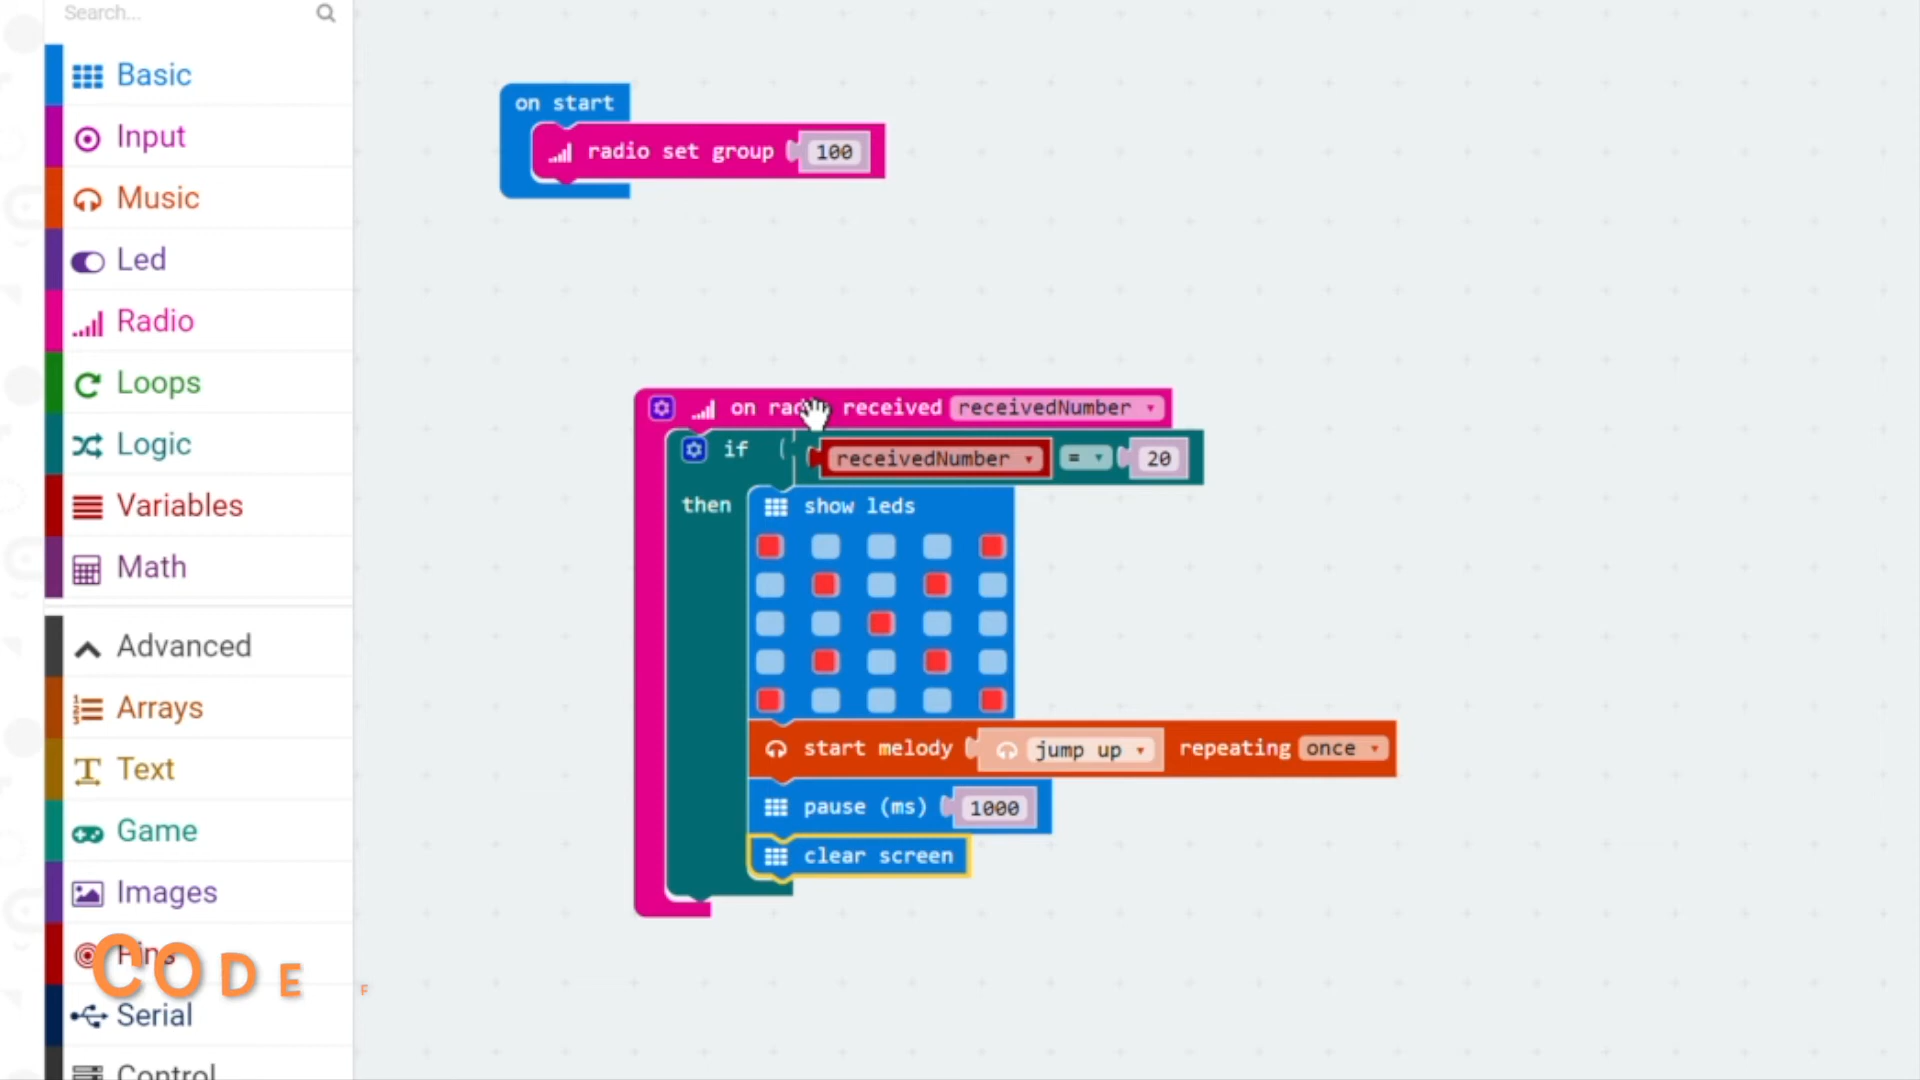 Search...
Basic
Input
Music
Led
Radio
Loops
Logic
Variables
Math
Advanced
Arrays
Text
Game
Images
Pins
Serial
Control
on start
radio set group 100
on radio received receivedNumber
if receivedNumber = 20
then show leds
start melody jump up repeating once
pause (ms) 1000
clear screen
CODE F